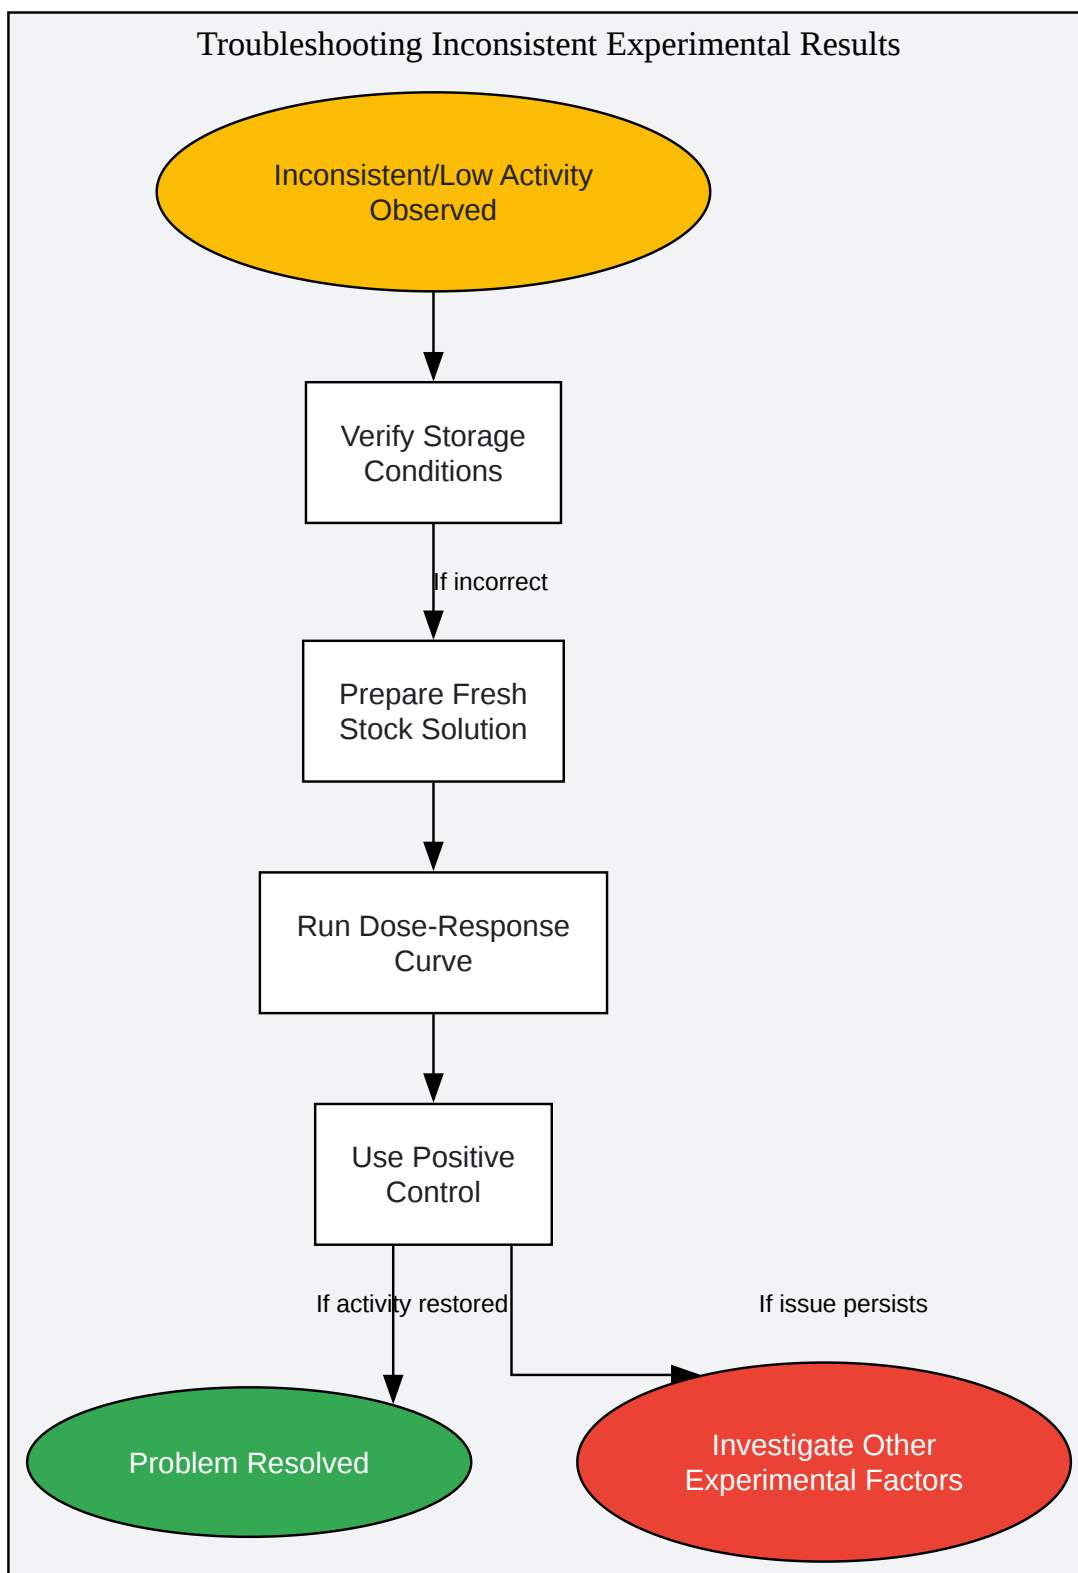 Troubleshooting Inconsistent Experimental Results
Inconsistent/Low Activity
Observed
Verify Storage
Conditions
If incorrect
Prepare Fresh
Stock Solution
Run Dose-Response
Curve
Use Positive
Control
If activity restored
If issue persists
Problem Resolved
Investigate Other
Experimental Factors